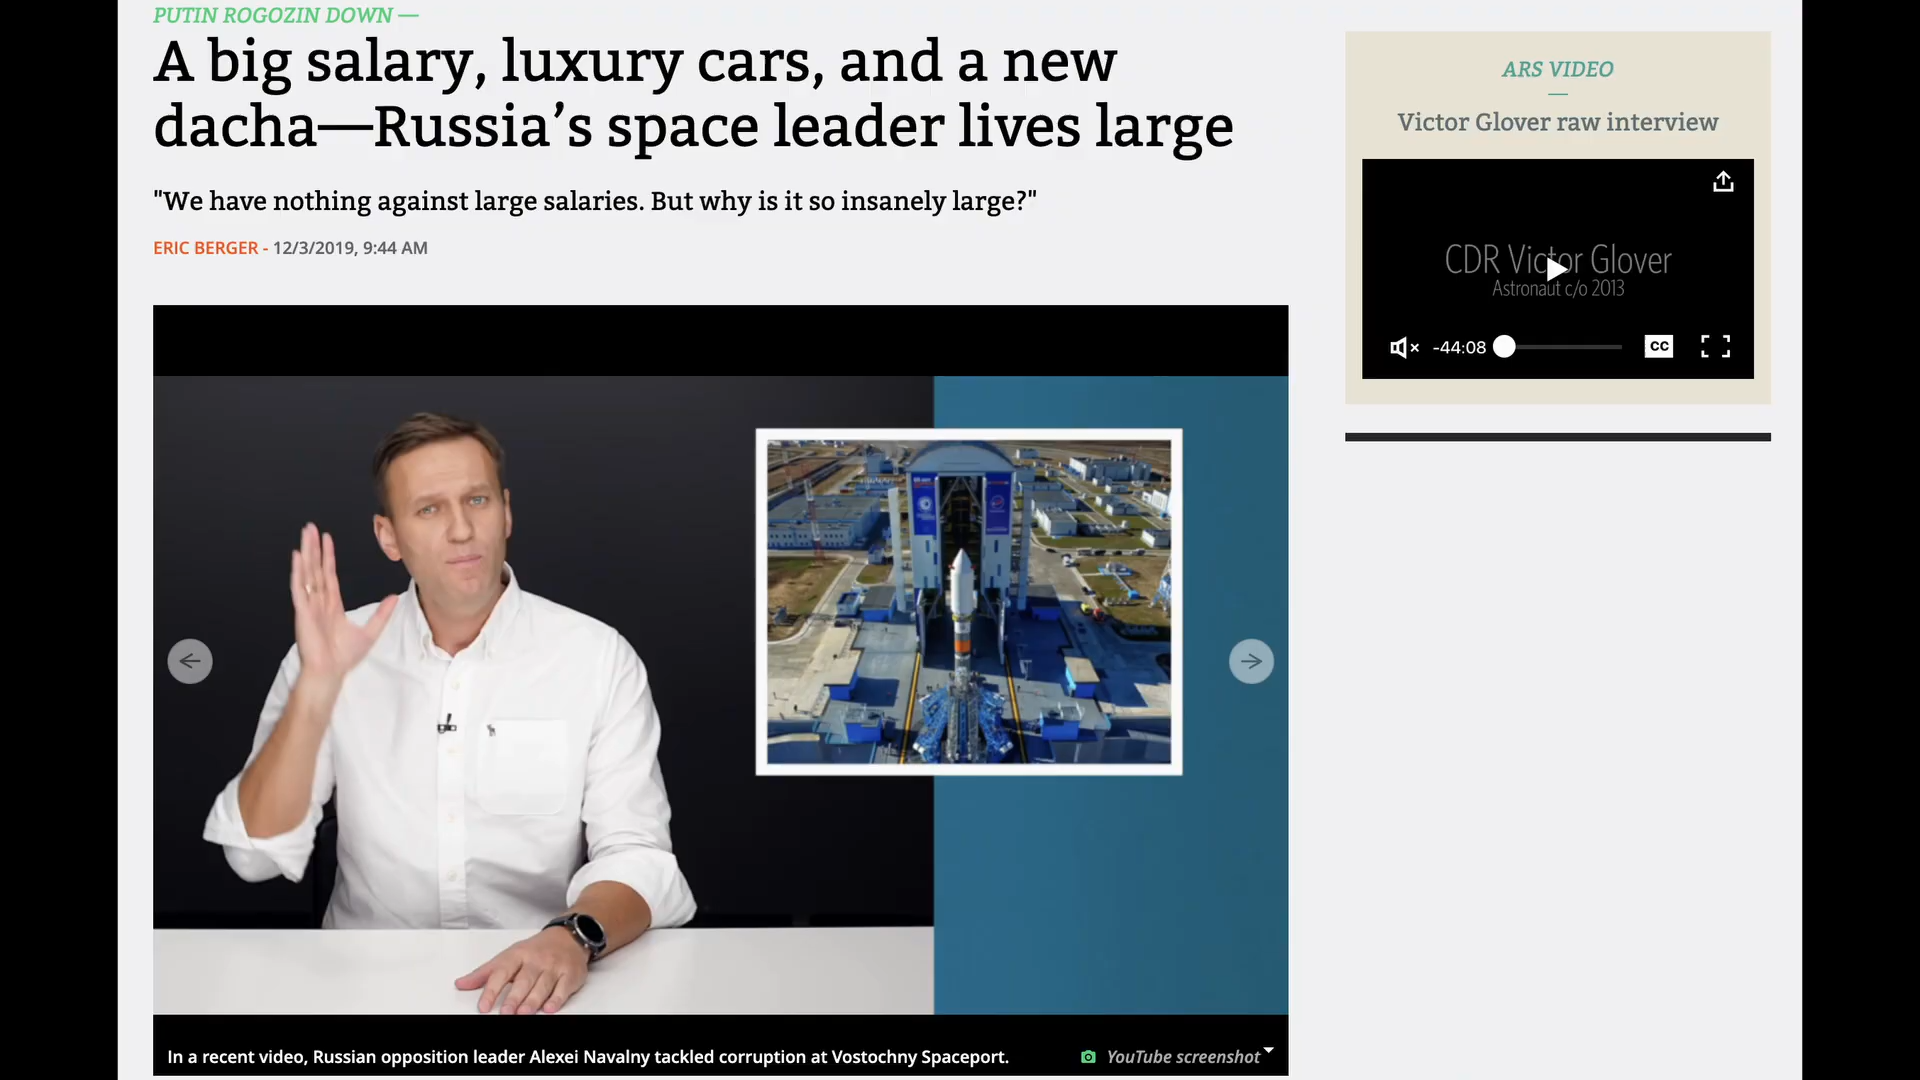 PUTIN ROGOZIN DOWN —
A big salary, luxury cars, and a new
dacha—Russia’s space leader lives large
"We have nothing against large salaries. But why is it so insanely large?"
ERIC BERGER - 12/3/2019, 9:44 AM
In a recent video, Russian opposition leader Alexei Navalny tackled corruption at Vostochny Spaceport.
YouTube screenshot
ARS VIDEO
Victor Glover raw interview
CDR Victor Glover
Astronaut c/o 2013
-44:08
CC